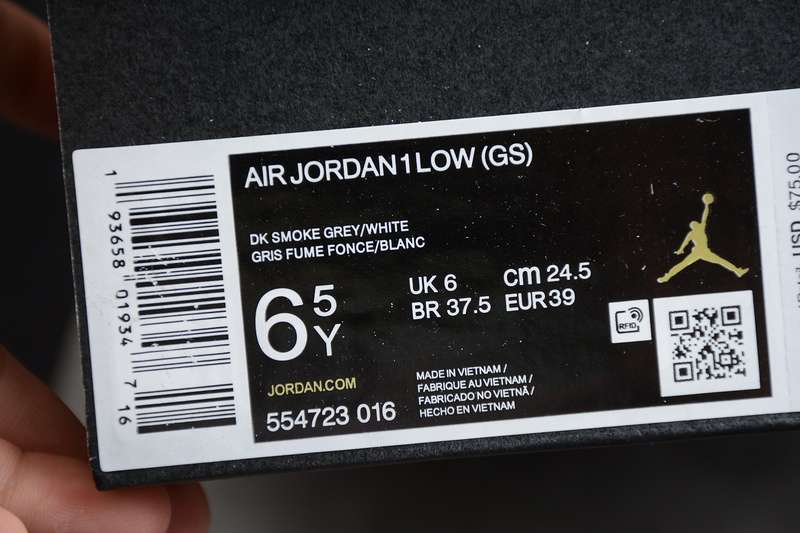 AIR JORDAN 1 LOW (GS)
DK SMOKE GREY/WHITE
GRIS FUME FONCE/BLANC
6 5 Y
UK 6 cm 24.5
BR 37.5 EUR 39
RFID
JORDAN.COM
554723 016
MADE IN VIETNAM /
FABRIQUE AU VIETNAM /
FABRICADO NO VIETNÃ /
HECHO EN VIETNAM
1 93658 01934 7 16
USD $75.00